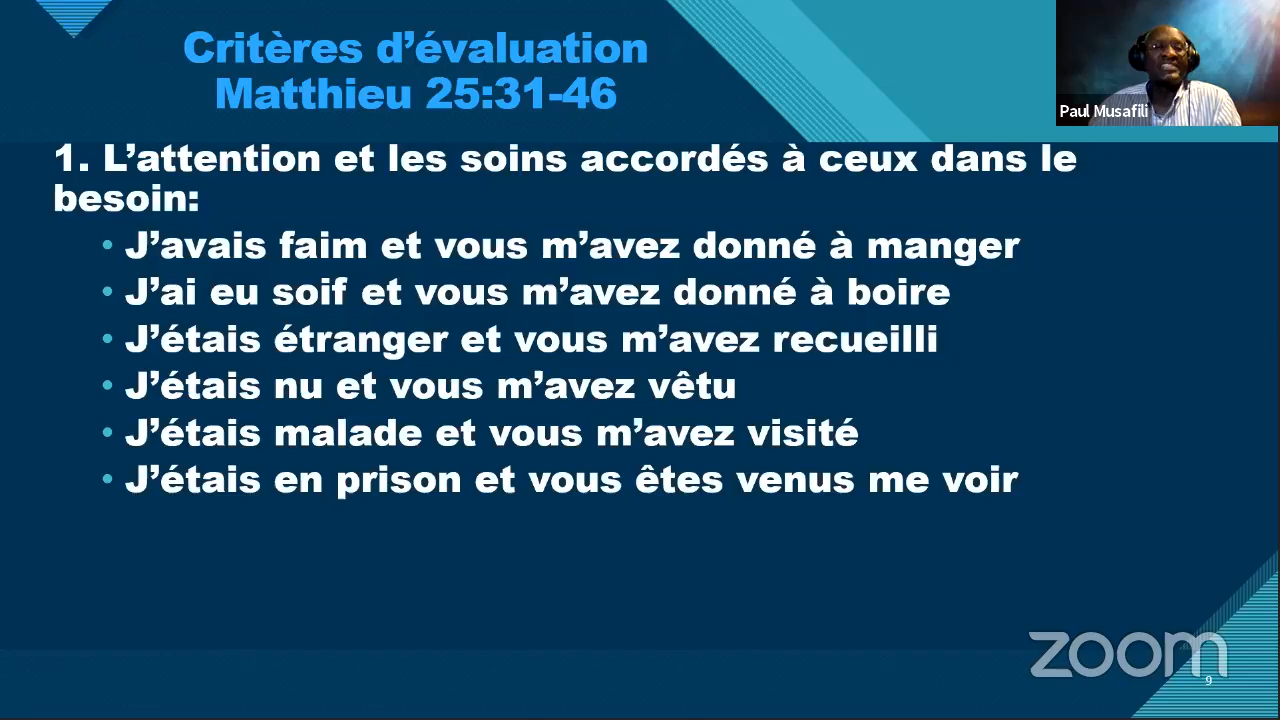 Critères d’évaluation
Matthieu 25:31-46
Paul Musafili
1. L’attention et les soins accordés à ceux dans le
besoin:
• J’avais faim et vous m’avez donné à manger
• J’ai eu soif et vous m’avez donné à boire
• J’étais étranger et vous m’avez recueilli
• J’étais nu et vous m’avez vêtu
• J’étais malade et vous m’avez visité
• J’étais en prison et vous êtes venus me voir
zoom
9